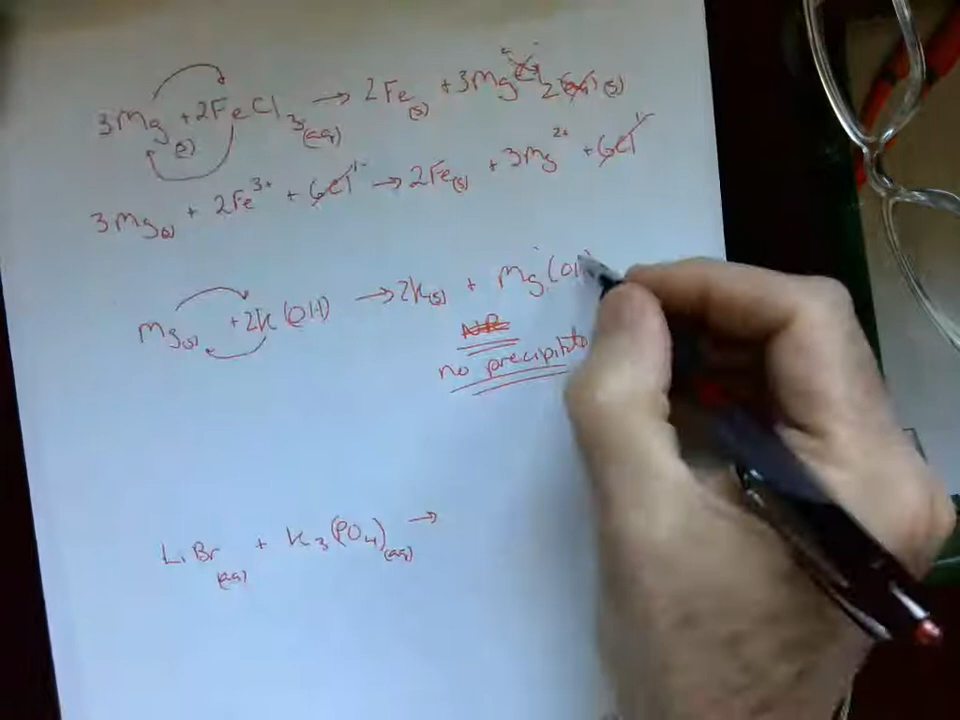 3Mg(s) + 2FeCl3(aq) → 2Fe(s) + 3MgCl2(s)
3Mg(s) + 2Fe3+ + 6Cl1- → 2Fe(s) + 3Mg2+ + 6Cl1-
Mg(s) + 2K(OH) → 2K(s) + Mg(OH)
NR
no precipitate
LiBr(aq) + K3(PO4)(aq) →